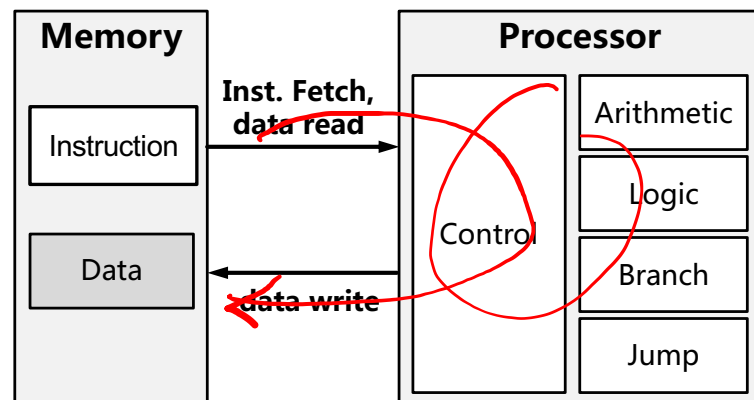 Memory
Processor
Inst. Fetch,
data read
Instruction
Control
Arithmetic
Logic
Data
data write
Branch
Jump